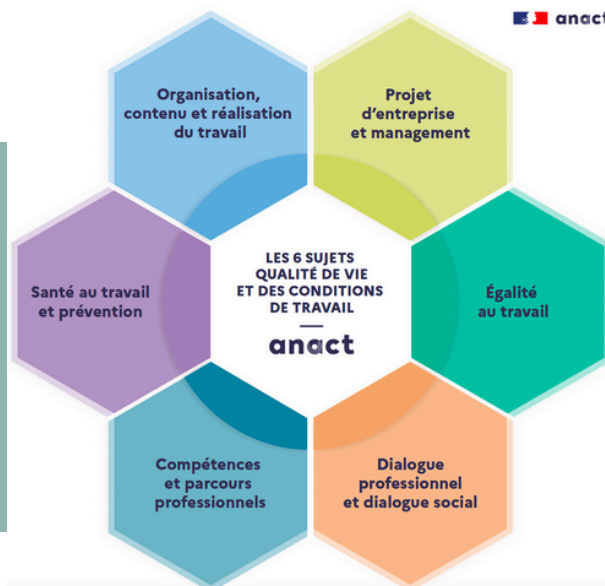 anact
Organisation,
contenu et réalisation
du travail
Projet
d'entreprise
et management
LES 6 SUJETS
QUALITÉ DE VIE
ET DES CONDITIONS
DE TRAVAIL
anact
Santé au travail
et prévention
Égalité
au travail
Compétences
et parcours
professionnels
Dialogue
professionnel
et dialogue social